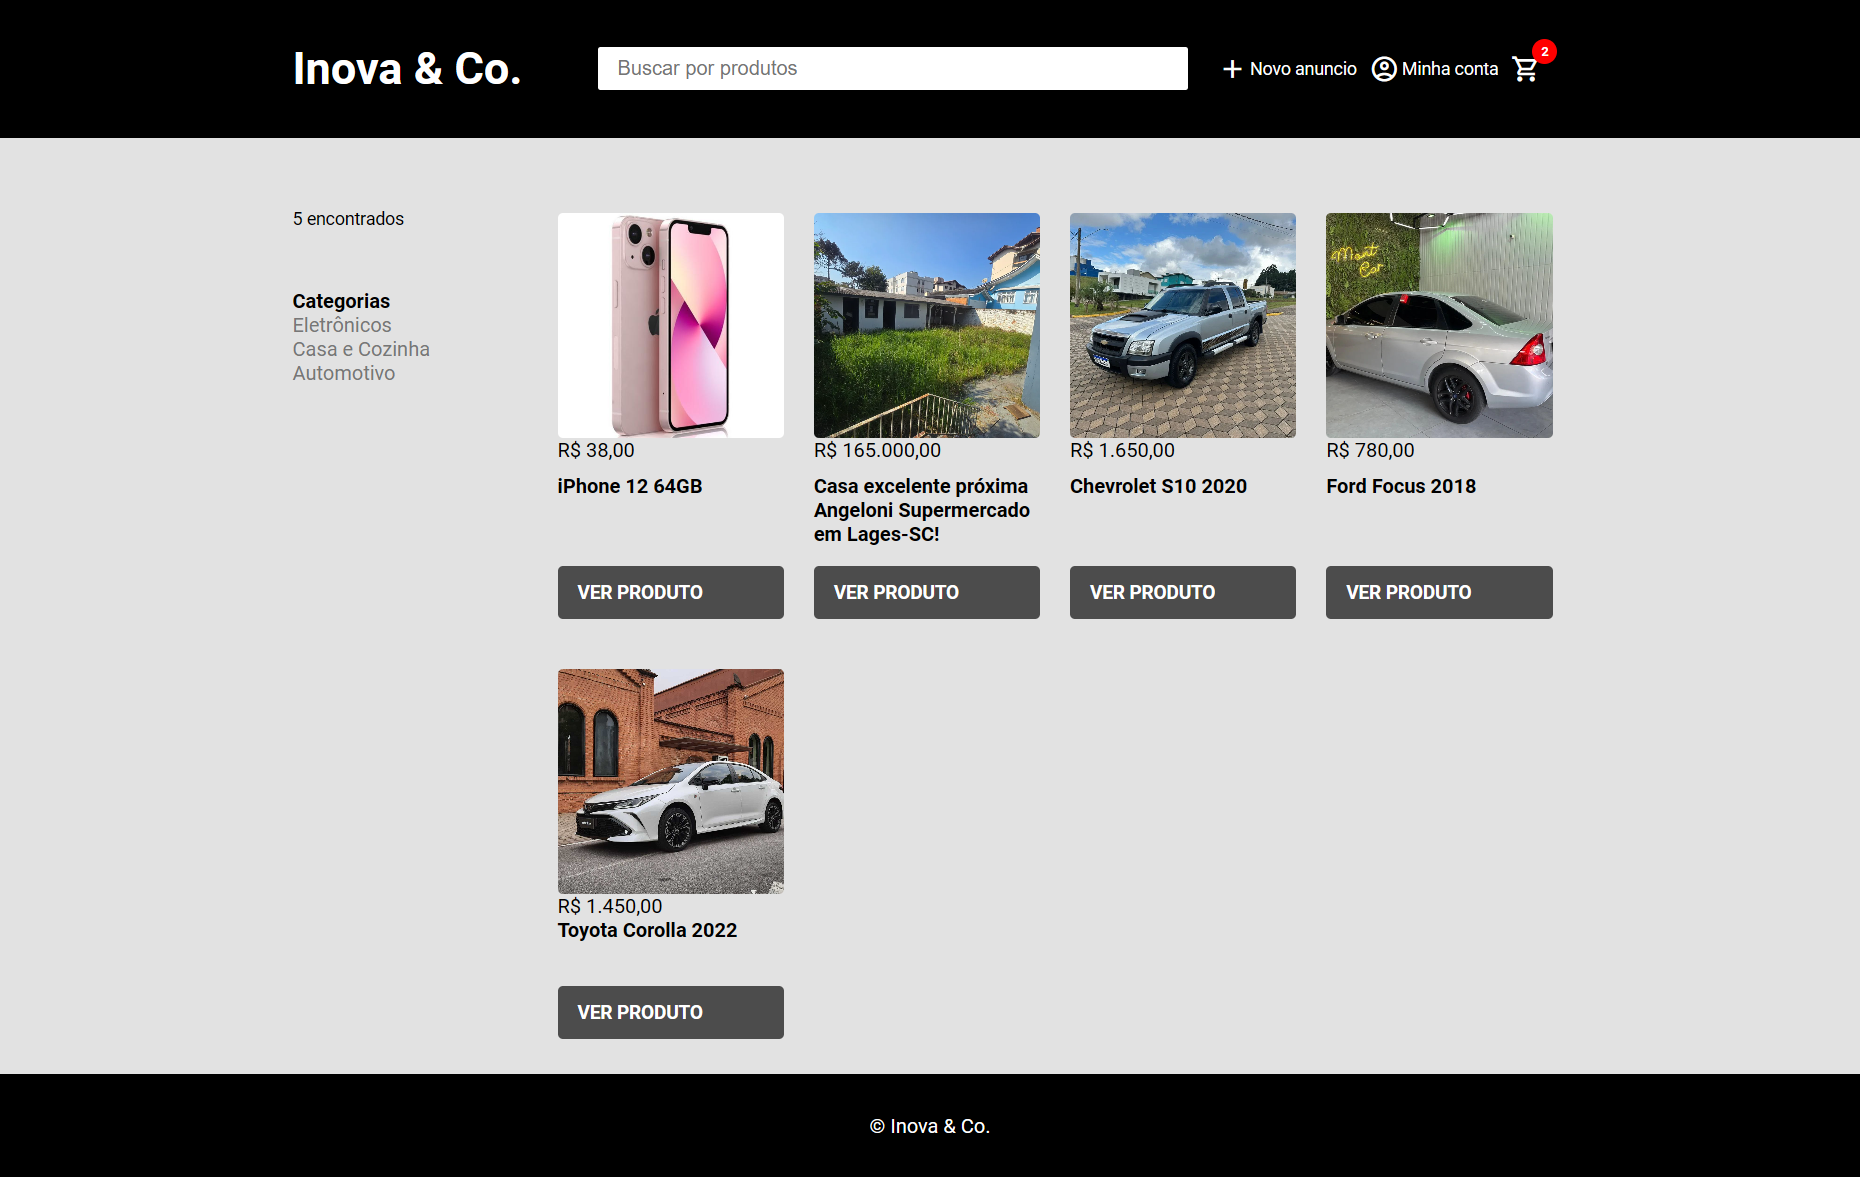 Inova & Co.
Buscar por produtos
Novo anuncio
Minha conta
2
5 encontrados
Categorias
Eletrônicos
Casa e Cozinha
Automotivo
Mont
Car
R$ 38,00
iPhone 12 64GB
VER PRODUTO
R$ 165.000,00
Casa excelente próxima
Angeloni Supermercado
em Lages-SC!
VER PRODUTO
R$ 1.650,00
Chevrolet S10 2020
VER PRODUTO
R$ 780,00
Ford Focus 2018
VER PRODUTO
R$ 1.450,00
Toyota Corolla 2022
VER PRODUTO
© Inova & Co.